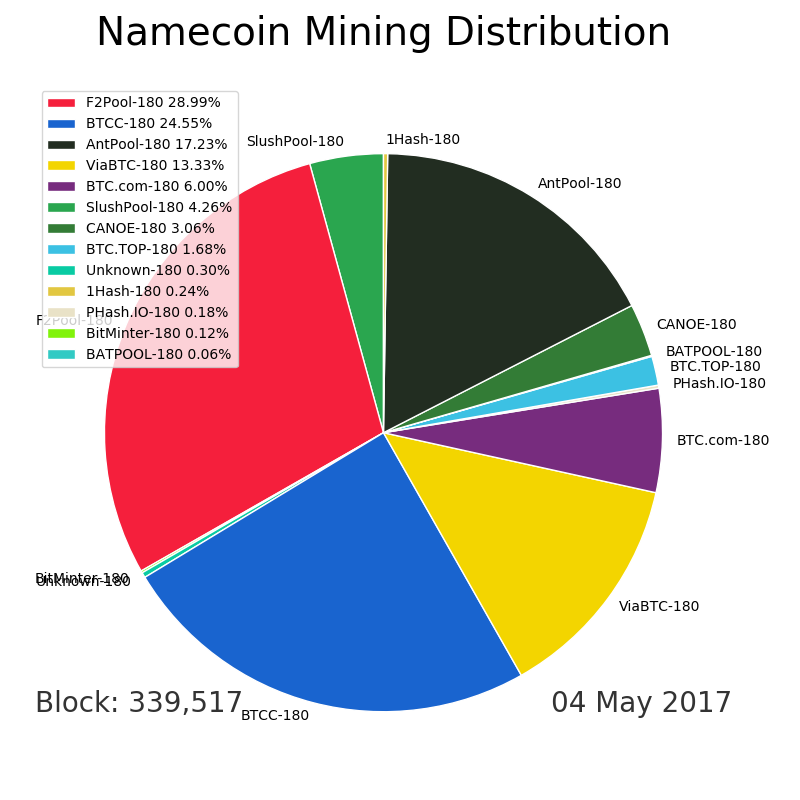 Namecoin Mining Distribution
F2Pool-180 28.99%
BTCC-180 24.55%
AntPool-180 17.23%
ViaBTC-180 13.33%
BTC.com-180 6.00%
SlushPool-180 4.26%
CANOE-180 3.06%
BTC.TOP-180 1.68%
Unknown-180 0.30%
1Hash-180 0.24%
PHash.IO-180 0.18%
BitMinter-180 0.12%
BATPOOL-180 0.06%
SlushPool-180
1Hash-180
AntPool-180
F2Pool-180
CANOE-180
BATPOOL-180
BTC.TOP-180
PHash.IO-180
BTC.com-180
BitMinter-180
Unknown-180
ViaBTC-180
Block: 339,517
04 May 2017
BTCC-180